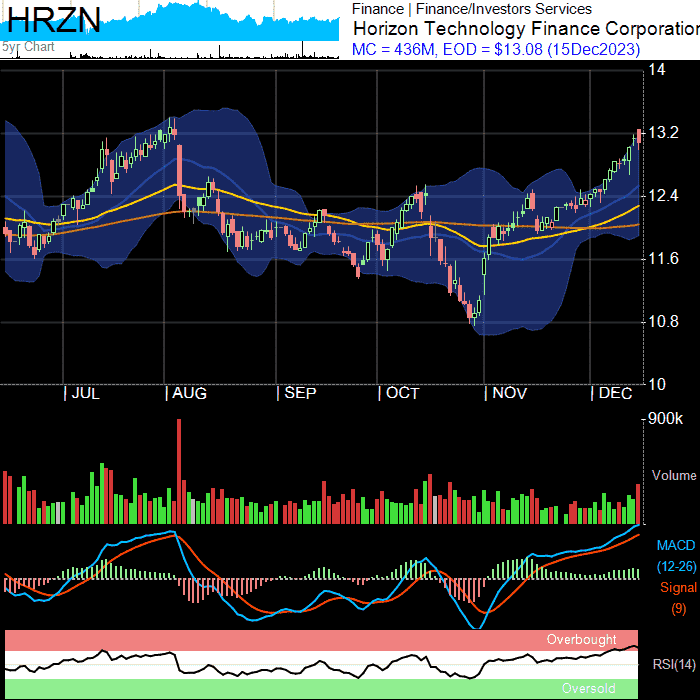 HRZN
5yr Chart
Finance | Finance/Investors Services
Horizon Technology Finance Corporation
MC = 436M, EOD = $13.08 (15Dec2023)
14
13.2
12.4
11.6
10.8
10
| JUL | AUG | SEP | OCT | NOV | DEC
900k
Volume
MACD
(12-26)
Signal
(9)
Overbought
RSI(14)
Oversold